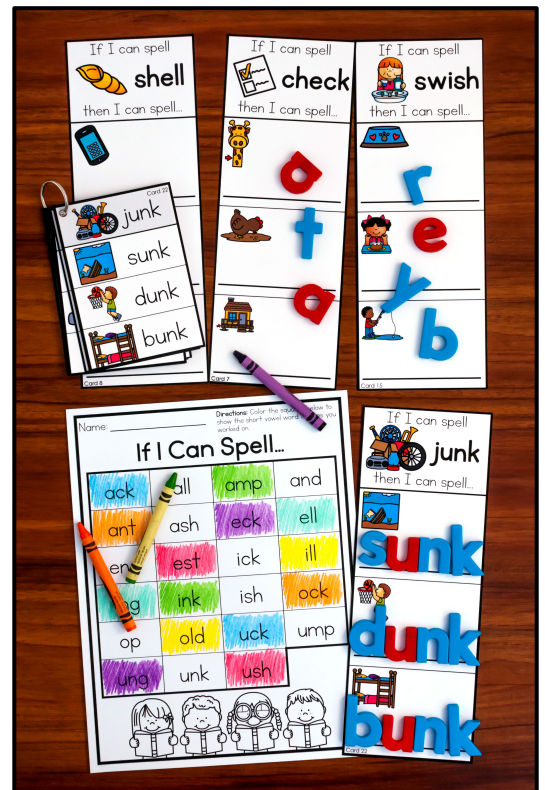 If I can spell
shell
then I can spell...
Card 8
If I can spell
check
then I can spell...
a
t
a
Card 7
If I can spell
swish
then I can spell...
r
e
y
b
Card 15
Card 22
junk
sunk
dunk
bunk
Name:
Directions: Color the below to
show the short vowel word you
worked on.
If I Can Spell...
ack all amp and
ant ash eck ell
en est ick ill
ink ish ock
op old uck ump
ung unk ush
If I can spell
junk
then I can spell...
sunk
dunk
bunk
Card 22